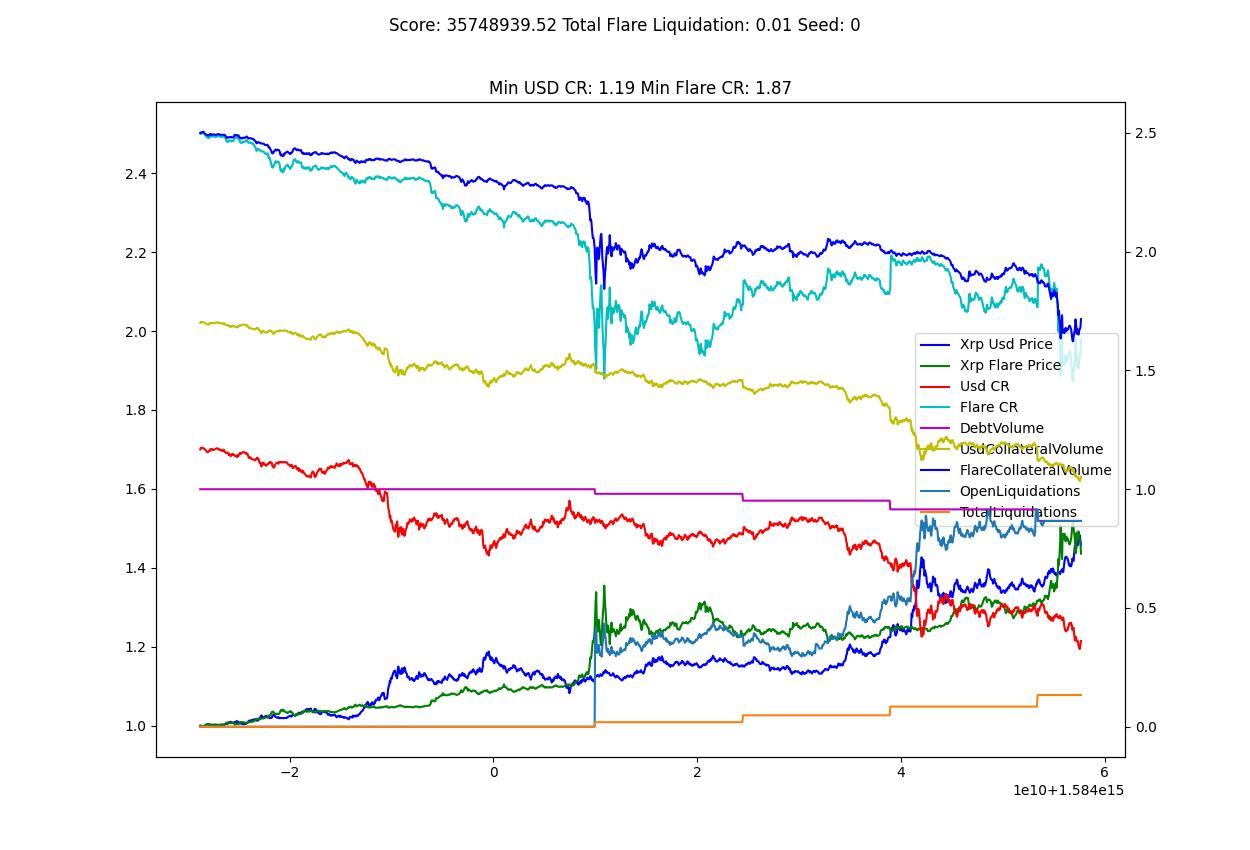 Score: 35748939.52 Total Flare Liquidation: 0.01 Seed: 0
Min USD CR: 1.19 Min Flare CR: 1.87
2.4
2.2
2.0
1.8
1.6
1.4
1.2
1.0
2.5
2.0
1.5
1.0
0.5
0.0
Xrp Usd Price
Xrp Flare Price
Usd CR
Flare CR
DebtVolume
UsdCollateralVolume
FlareCollateralVolume
OpenLiquidations
TotalLiquidations
−2
0
2
4
6
1e10+1.584e15